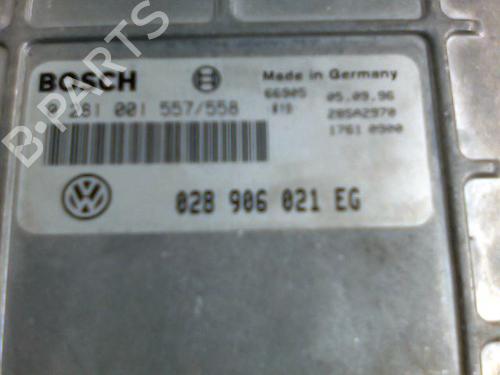 B-PARTS
BOSCH
Made in Germany
0 281 001 557/558
66905 05.09.96
28SA2970
1761 0900
028 906 021 EG